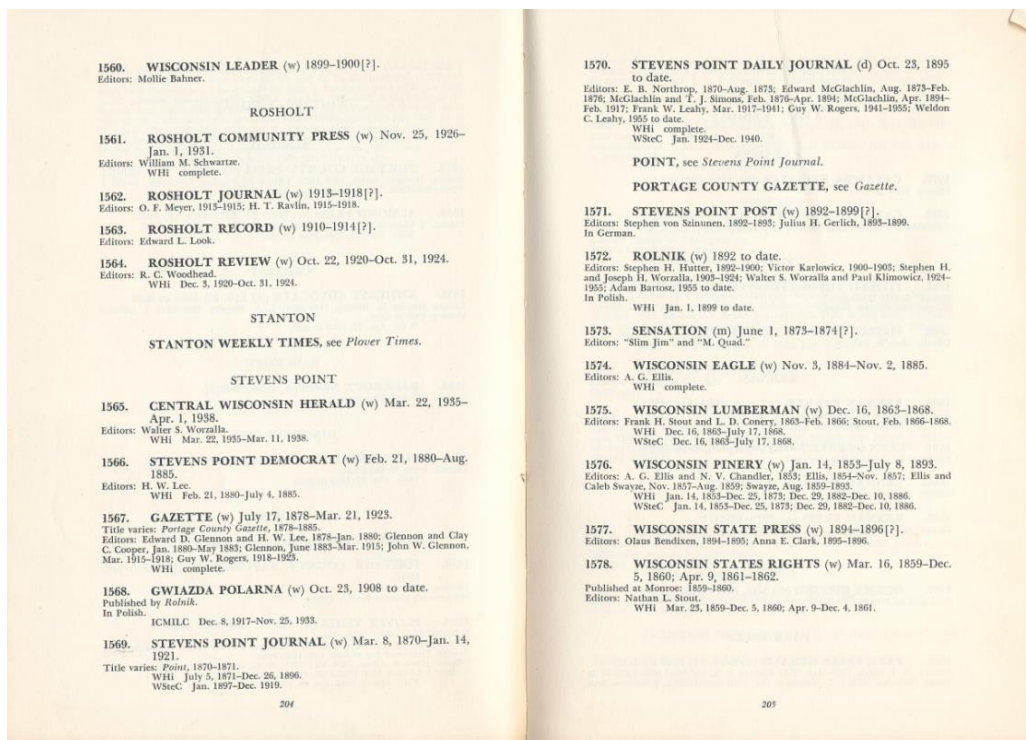 1560. WISCONSIN LEADER (w) 1899–1900[?].
Editors: Mollie Bahner.
ROSHOLT
1561. ROSHOLT COMMUNITY PRESS (w) Nov. 25, 1926–
Jan. 1, 1931.
Editors: William M. Schwartze.
WHi complete.
1562. ROSHOLT JOURNAL (w) 1913–1918[?].
Editors: O. F. Meyer, 1913–1915; H. T. Ravlin, 1915–1918.
1563. ROSHOLT RECORD (w) 1910–1914[?].
Editors: Edward L. Look.
1564. ROSHOLT REVIEW (w) Oct. 22, 1920–Oct. 31, 1924.
Editors: R. C. Woodhead.
WHi Dec. 3, 1920–Oct. 31, 1924.
STANTON
STANTON WEEKLY TIMES, see Plover Times.
STEVENS POINT
1565. CENTRAL WISCONSIN HERALD (w) Mar. 22, 1935–
Apr. 1, 1938.
Editors: Walter S. Worzalla.
WHi Mar. 22, 1935–Mar. 11, 1938.
1566. STEVENS POINT DEMOCRAT (w) Feb. 21, 1880–Aug.
1885.
Editors: H. W. Lee.
WHi Feb. 21, 1880–July 4, 1885.
1567. GAZETTE (w) July 17, 1878–Mar. 21, 1923.
Title varies: Portage County Gazette, 1878–1885.
Editors: Edward D. Glennon and H. W. Lee, 1878–Jan. 1880; Glennon and Clay
C. Cooper, Jan. 1880–May 1883; Glennon, June 1883–Mar. 1915; John W. Glennon,
Mar. 1915–1918; Guy W. Rogers, 1918–1923.
WHi complete.
1568. GWIAZDA POLARNA (w) Oct. 23, 1908 to date.
Published by Rolnik.
In Polish.
ICMILC Dec. 8, 1917–Nov. 25, 1933.
1569. STEVENS POINT JOURNAL (w) Mar. 8, 1870–Jan. 14,
1921.
Title varies: Point, 1870–1871.
WHi July 5, 1871–Dec. 26, 1896.
WSteC Jan. 1897–Dec. 1919.
204
1570. STEVENS POINT DAILY JOURNAL (d) Oct. 23, 1895
to date.
Editors: E. B. Northrop, 1870–Aug. 1873; Edward McGlachlin, Aug. 1873–Feb.
1876; McGlachlin and T. J. Simons, Feb. 1876–Apr. 1894; McGlachlin, Apr. 1894–
Feb. 1917; Frank W. Leahy, Mar. 1917–1941; Guy W. Rogers, 1941–1955; Weldon
C. Leahy, 1955 to date.
WHi complete.
WSteC Jan. 1924–Dec. 1940.
POINT, see Stevens Point Journal.
PORTAGE COUNTY GAZETTE, see Gazette.
1571. STEVENS POINT POST (w) 1892–1899[?].
Editors: Stephen von Szinunen, 1892–1893; Julius H. Gerlich, 1893–1899.
In German.
1572. ROLNIK (w) 1892 to date.
Editors: Stephen H. Hutter, 1892–1900; Victor Karlowicz, 1900–1903; Stephen H.
and Joseph H. Worzalla, 1903–1924; Walter S. Worzalla and Paul Klimowicz, 1924–
1955; Adam Bartosz, 1955 to date.
In Polish.
WHi Jan. 1, 1899 to date.
1573. SENSATION (m) June 1, 1873–1874[?].
Editors: "Slim Jim" and "M. Quad."
1574. WISCONSIN EAGLE (w) Nov. 3, 1884–Nov. 2, 1885.
Editors: A. G. Ellis.
WHi complete.
1575. WISCONSIN LUMBERMAN (w) Dec. 16, 1863–1868.
Editors: Frank H. Stout and L. D. Conery, 1863–Feb. 1866; Stout, Feb. 1866–1868.
WHi Dec. 16, 1863–July 17, 1868.
WSteC Dec. 16, 1863–July 17, 1868.
1576. WISCONSIN PINERY (w) Jan. 14, 1853–July 8, 1893.
Editors: A. G. Ellis and N. V. Chandler, 1853; Ellis, 1854–Nov. 1857; Ellis and
Caleb Swayze, Nov. 1857–Aug. 1859; Swayze, Aug. 1859–1893.
WHi Jan. 14, 1853–Dec. 25, 1873; Dec. 29, 1882–Dec. 10, 1886.
WSteC Jan. 14, 1853–Dec. 25, 1873; Dec. 29, 1882–Dec. 10, 1886.
1577. WISCONSIN STATE PRESS (w) 1894–1896[?].
Editors: Olaus Bendixen, 1894–1895; Anna E. Clark, 1895–1896.
1578. WISCONSIN STATES RIGHTS (w) Mar. 16, 1859–Dec.
5, 1860; Apr. 9, 1861–1862.
Published at Monroe: 1859–1860.
Editors: Nathan L. Stout.
WHi Mar. 23, 1859–Dec. 5, 1860; Apr. 9–Dec. 4, 1861.
205